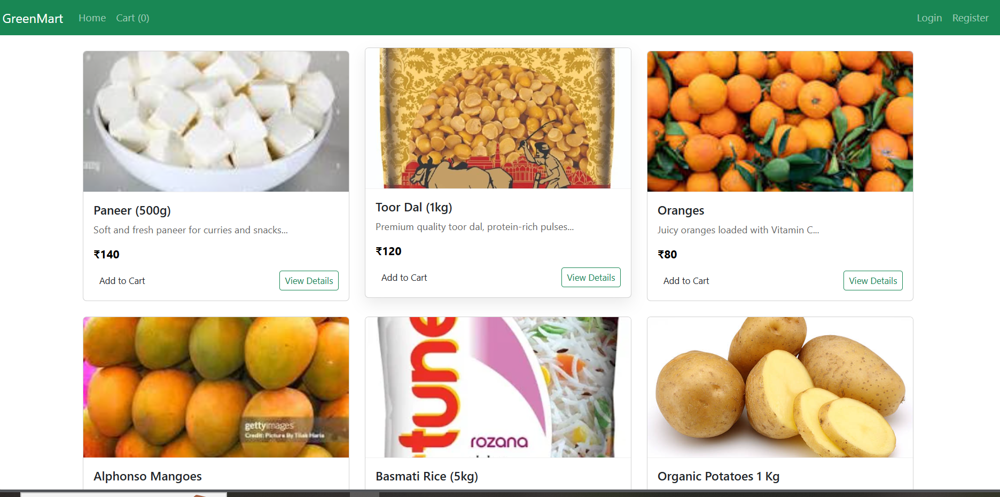 GreenMart Home Cart (0) Login Register
Paneer (500g)
Soft and fresh paneer for curries and snacks...
₹140
Add to Cart View Details
Toor Dal (1kg)
Premium quality toor dal, protein-rich pulses...
₹120
Add to Cart View Details
Oranges
Juicy oranges loaded with Vitamin C...
₹80
Add to Cart View Details
gettyimages
Credit: Picture By Tilak Haria
Alphonso Mangoes
tune
rozana
Basmati Rice (5kg)
Organic Potatoes 1 Kg